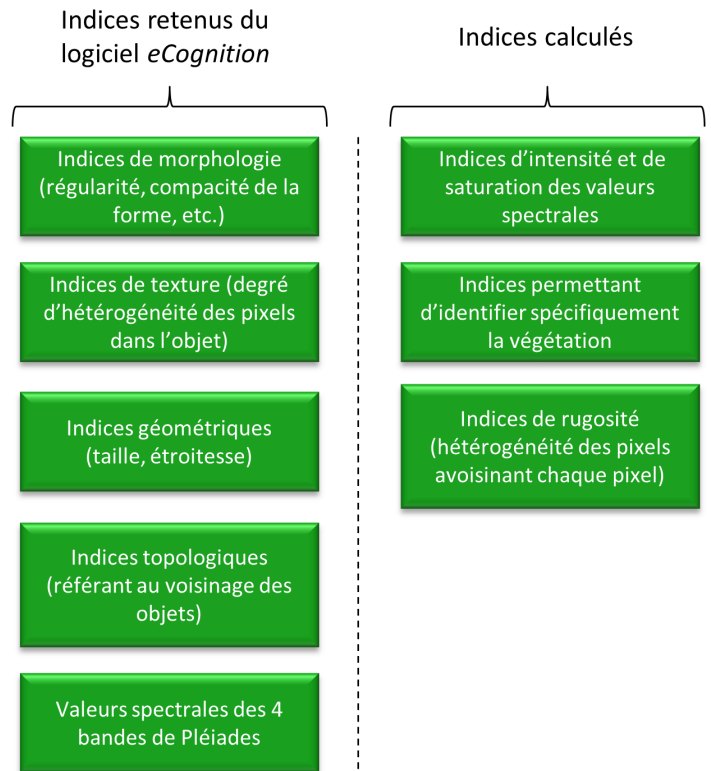 Indices retenus du
logiciel eCognition
Indices de morphologie
(régularité, compacité de la
forme, etc.)
Indices de texture (degré
d’hétérogénéité des pixels
dans l’objet)
Indices géométriques
(taille, étroitesse)
Indices topologiques
(référant au voisinage des
objets)
Valeurs spectrales des 4
bandes de Pléiades
Indices calculés
Indices d’intensité et de
saturation des valeurs
spectrales
Indices permettant
d’identifier spécifiquement
la végétation
Indices de rugosité
(hétérogénéité des pixels
avoisinant chaque pixel)